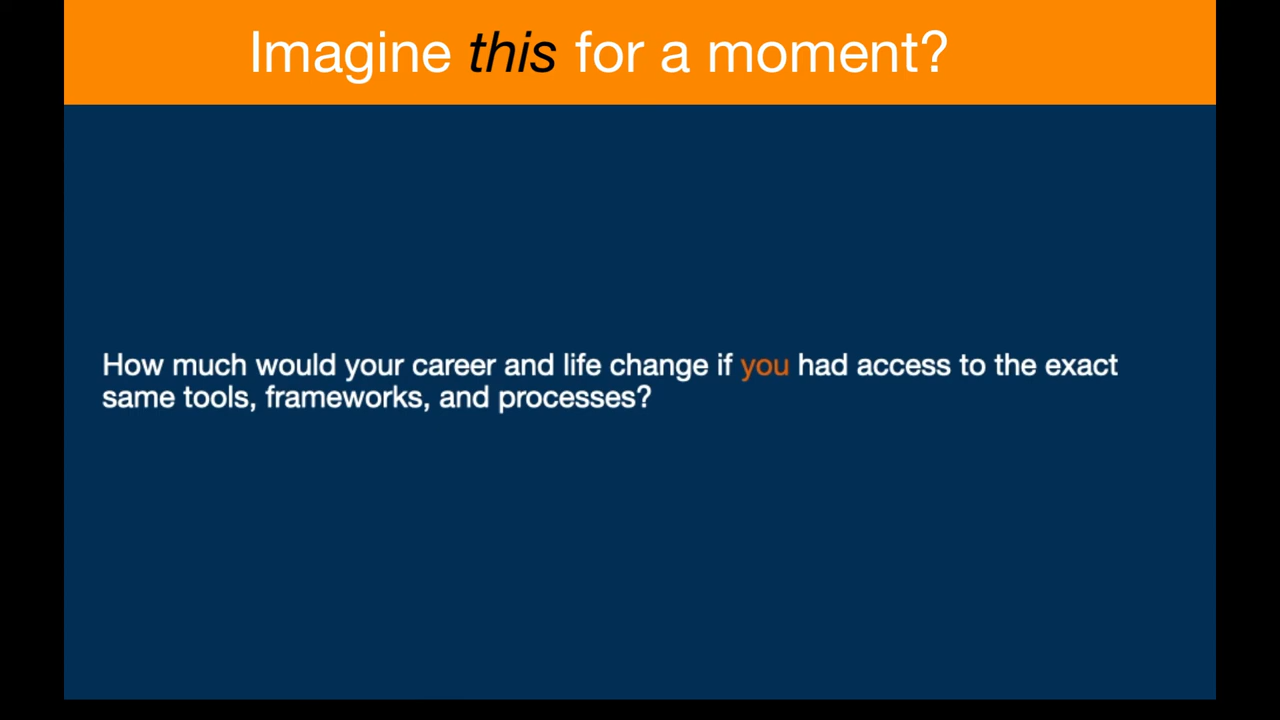 Imagine this for a moment?
How much would your career and life change if you had access to the exact
same tools, frameworks, and processes?